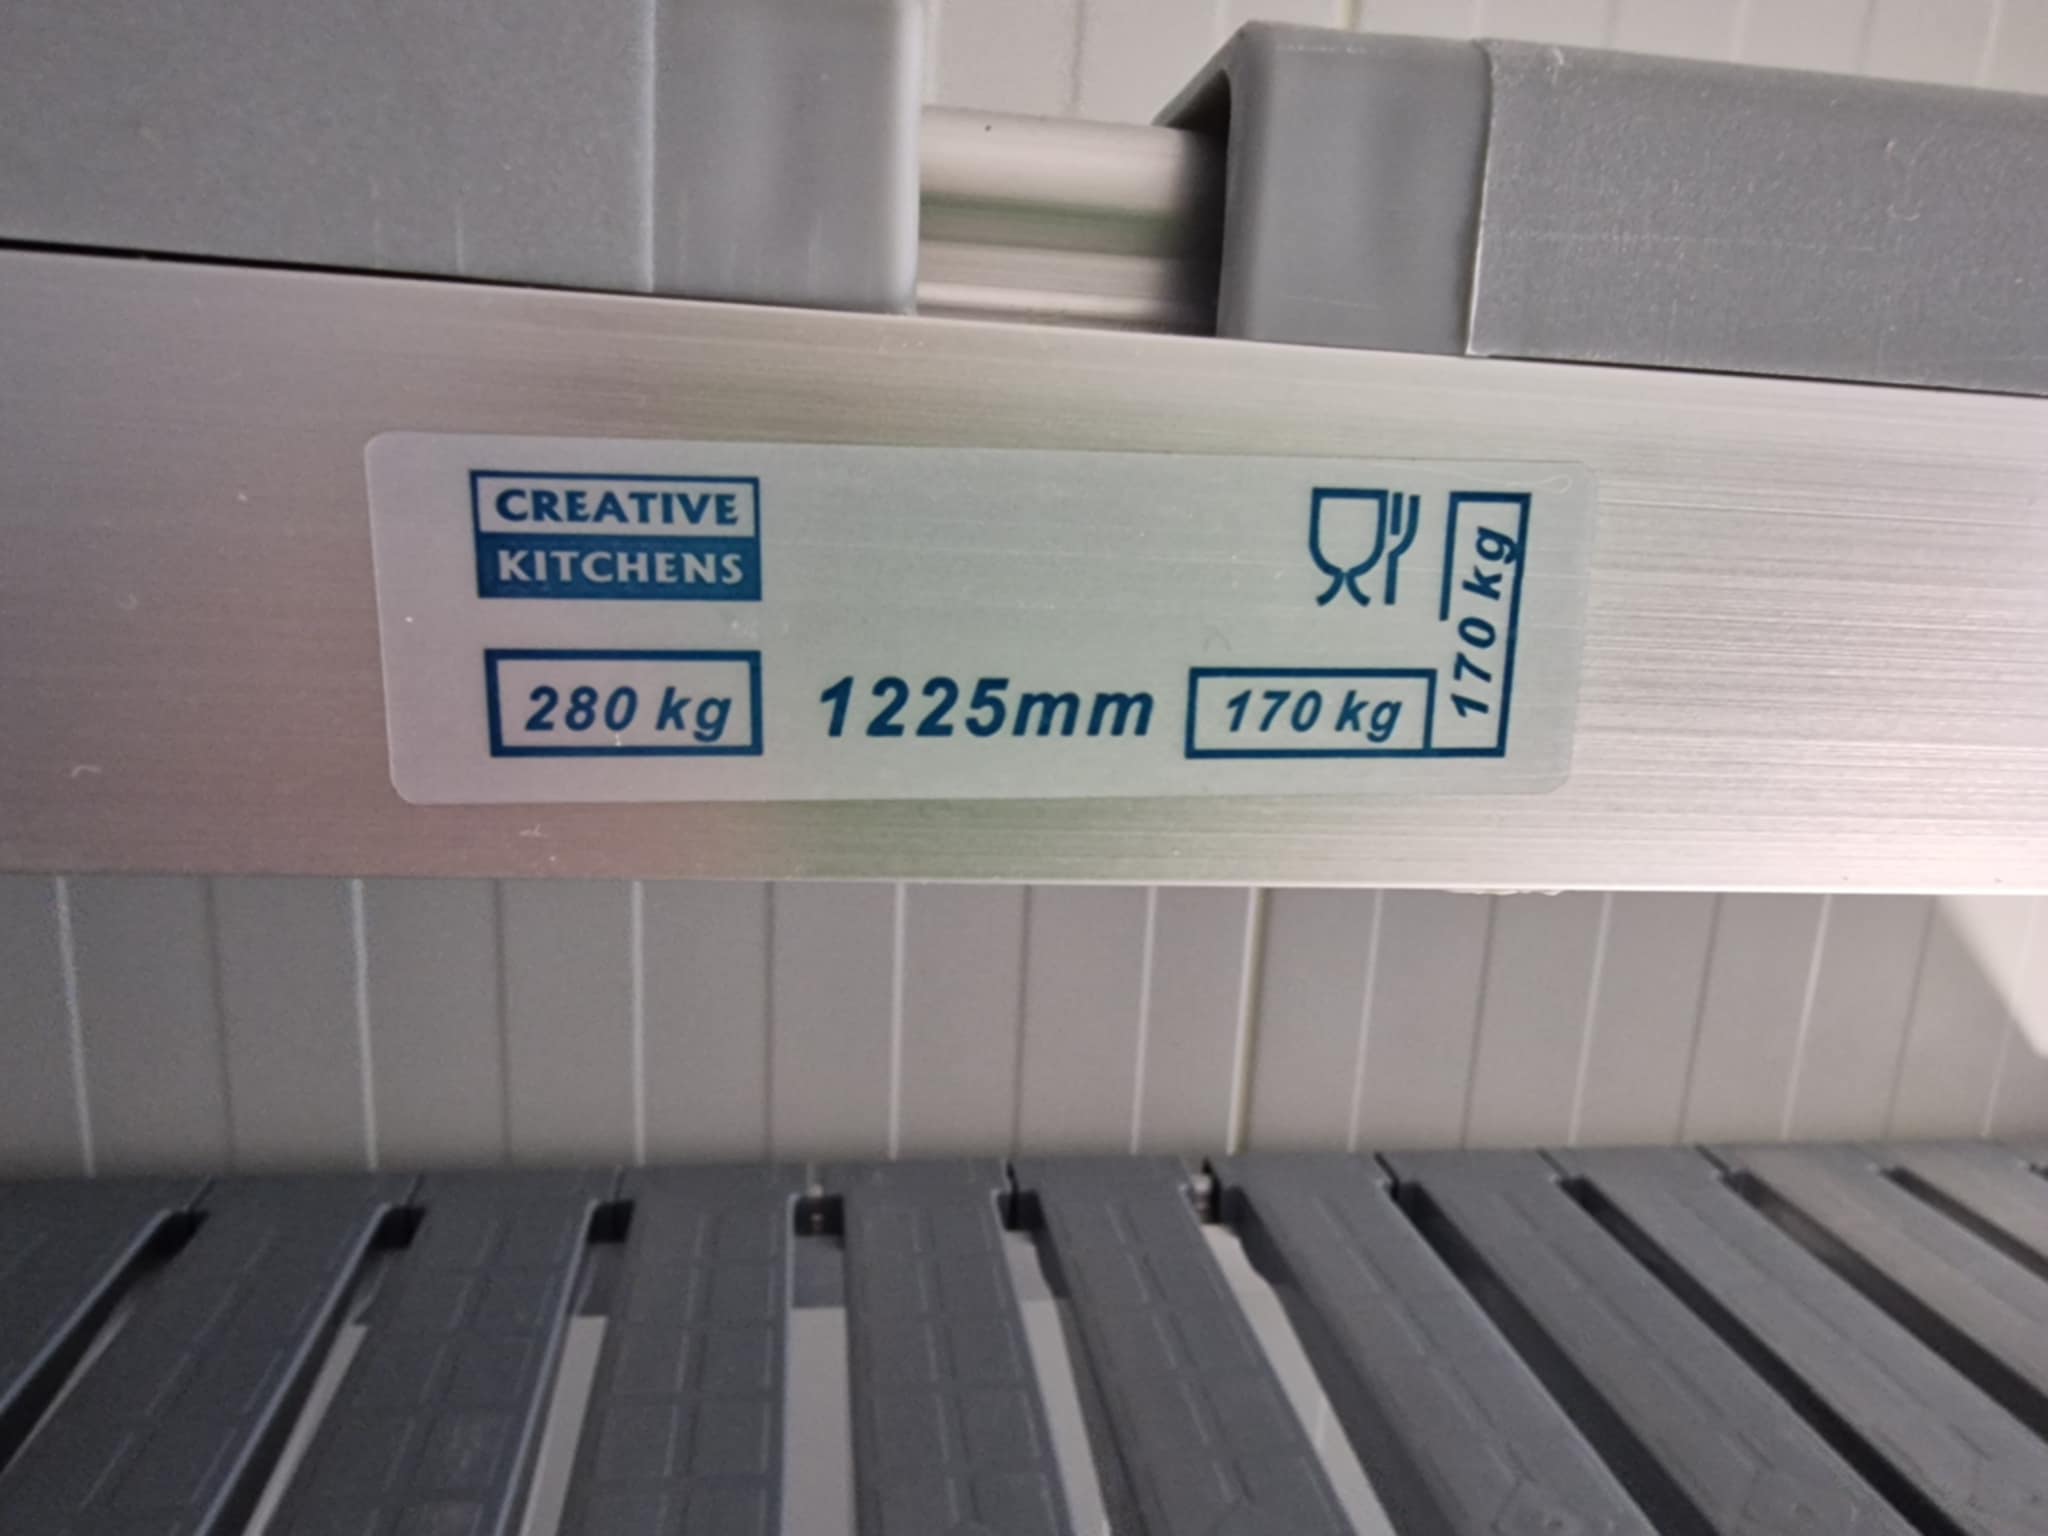 CREATIVE
KITCHENS
280 kg
1225mm
170 kg
170 kg